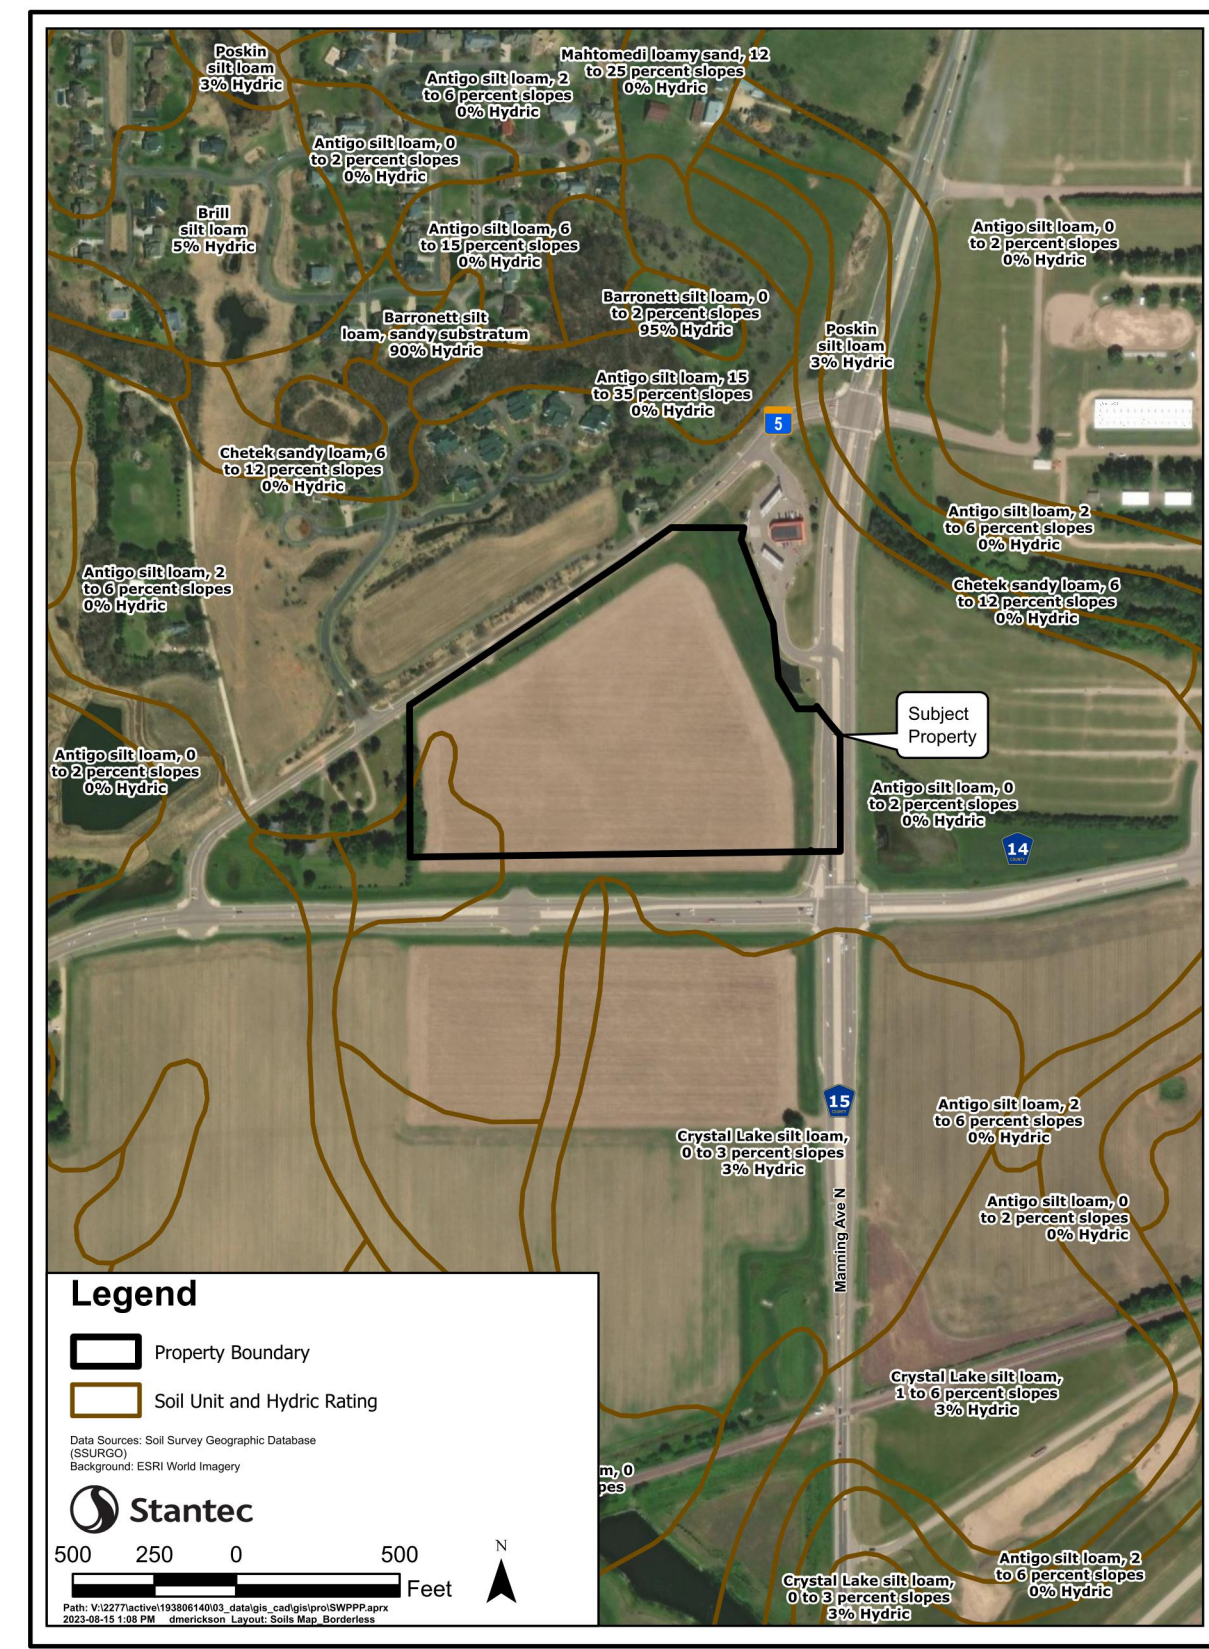 Poskin
silt loam
3% Hydric
Mahtomedi loamy sand, 12
to 25 percent slopes
0% Hydric
Antigo silt loam, 2
to 6 percent slopes
0% Hydric
Antigo silt loam, 0
to 2 percent slopes
0% Hydric
Brill
silt loam
5% Hydric
Antigo silt loam, 6
to 15 percent slopes
0% Hydric
Antigo silt loam, 0
to 2 percent slopes
0% Hydric
Barronett silt loam, 0
to 2 percent slopes
95% Hydric
Barronett silt
loam, sandy substratum
90% Hydric
Poskin
silt loam
3% Hydric
Antigo silt loam, 15
to 35 percent slopes
0% Hydric
5
Chetek sandy loam, 6
to 12 percent slopes
0% Hydric
Antigo silt loam, 2
to 6 percent slopes
0% Hydric
Antigo silt loam, 2
to 6 percent slopes
0% Hydric
Chetek sandy loam, 6
to 12 percent slopes
0% Hydric
Subject
Property
Antigo silt loam, 0
to 2 percent slopes
0% Hydric
Antigo silt loam, 0
to 2 percent slopes
0% Hydric
14
COUNTY
15
COUNTY
Antigo silt loam, 2
to 6 percent slopes
0% Hydric
Crystal Lake silt loam,
0 to 3 percent slopes
3% Hydric
Manning Ave N
Antigo silt loam, 0
to 2 percent slopes
0% Hydric
Crystal Lake silt loam,
1 to 6 percent slopes
3% Hydric
m, 0
pes
Antigo silt loam, 2
to 6 percent slopes
0% Hydric
Crystal Lake silt loam,
0 to 3 percent slopes
3% Hydric
Legend
Property Boundary
Soil Unit and Hydric Rating
Data Sources: Soil Survey Geographic Database
(SSURGO)
Background: ESRI World Imagery
Stantec
N
500 250 0 500
Feet
Path: V:\2277\active\193806140\03_data\gis_cad\gis\pro\SWPPP.aprx
2023-08-15 1:08 PM dmerickson Layout: Soils Map_Borderless